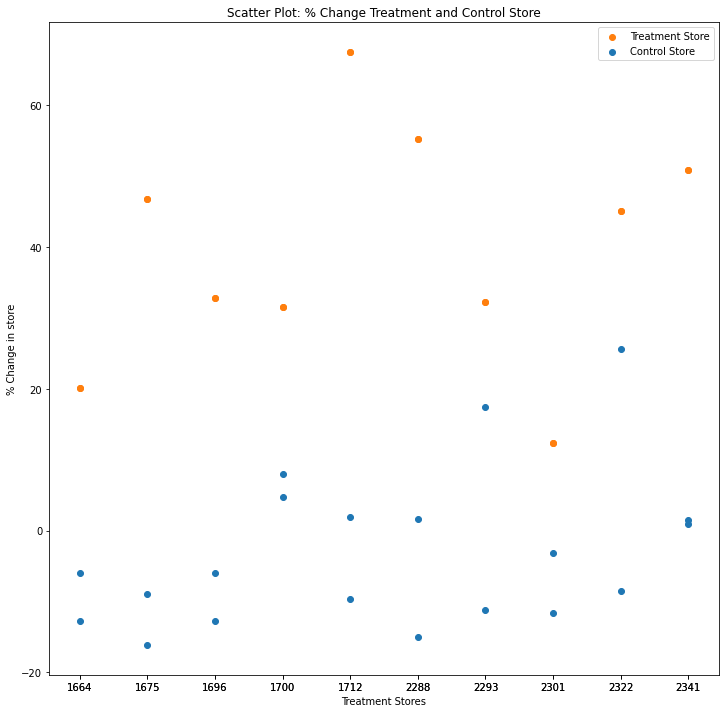 Scatter Plot: % Change Treatment and Control Store
Treatment Store
Control Store
% Change in store
60
40
20
0
−20
1664 1675 1696 1700 1712 2288 2293 2301 2322 2341
Treatment Stores